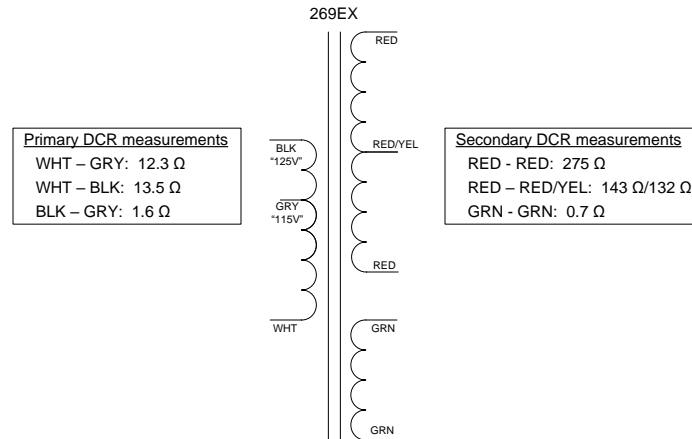 269EX
RED
Primary DCR measurements
WHT – GRY: 12.3 Ω
WHT – BLK: 13.5 Ω
BLK – GRY: 1.6 Ω
BLK
"125V"
GRY
"115V"
WHT
RED/YEL
RED
Secondary DCR measurements
RED - RED: 275 Ω
RED – RED/YEL: 143 Ω/132 Ω
GRN - GRN: 0.7 Ω
GRN
GRN